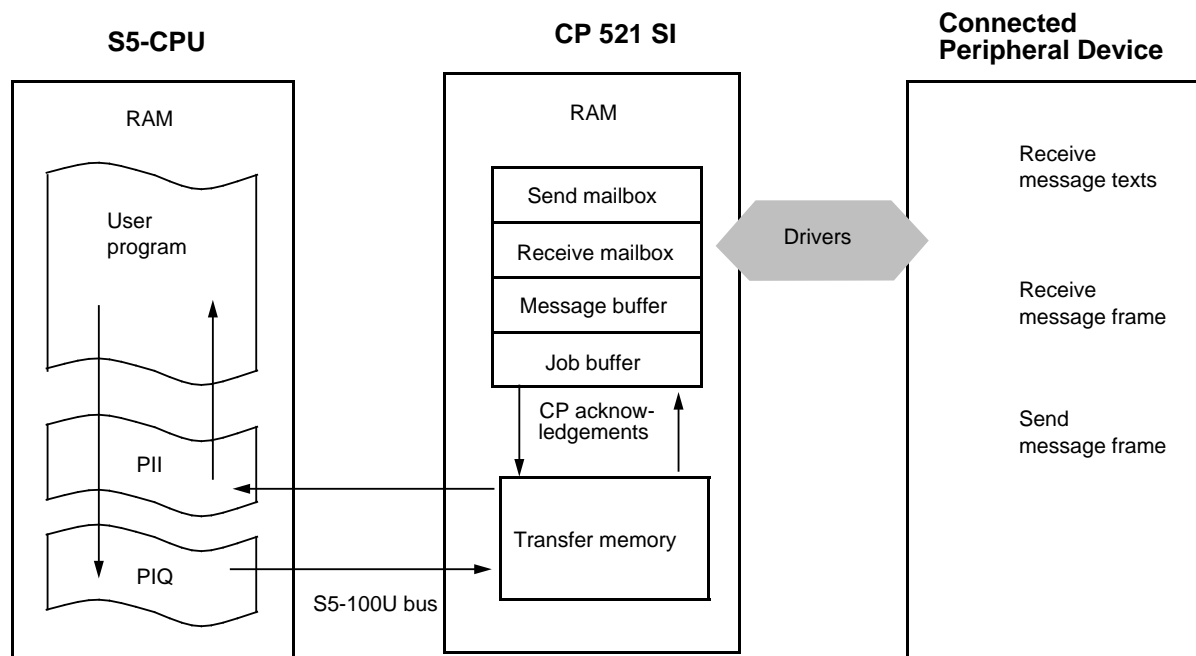 S5-CPU
CP 521 SI
Connected
Peripheral Device
RAM
User
program
PII
PIQ
S5-100U bus
RAM
Send mailbox
Receive mailbox
Message buffer
Job buffer
CP acknow-
ledgements
Transfer memory
Drivers
Receive
message texts
Receive
message frame
Send
message frame